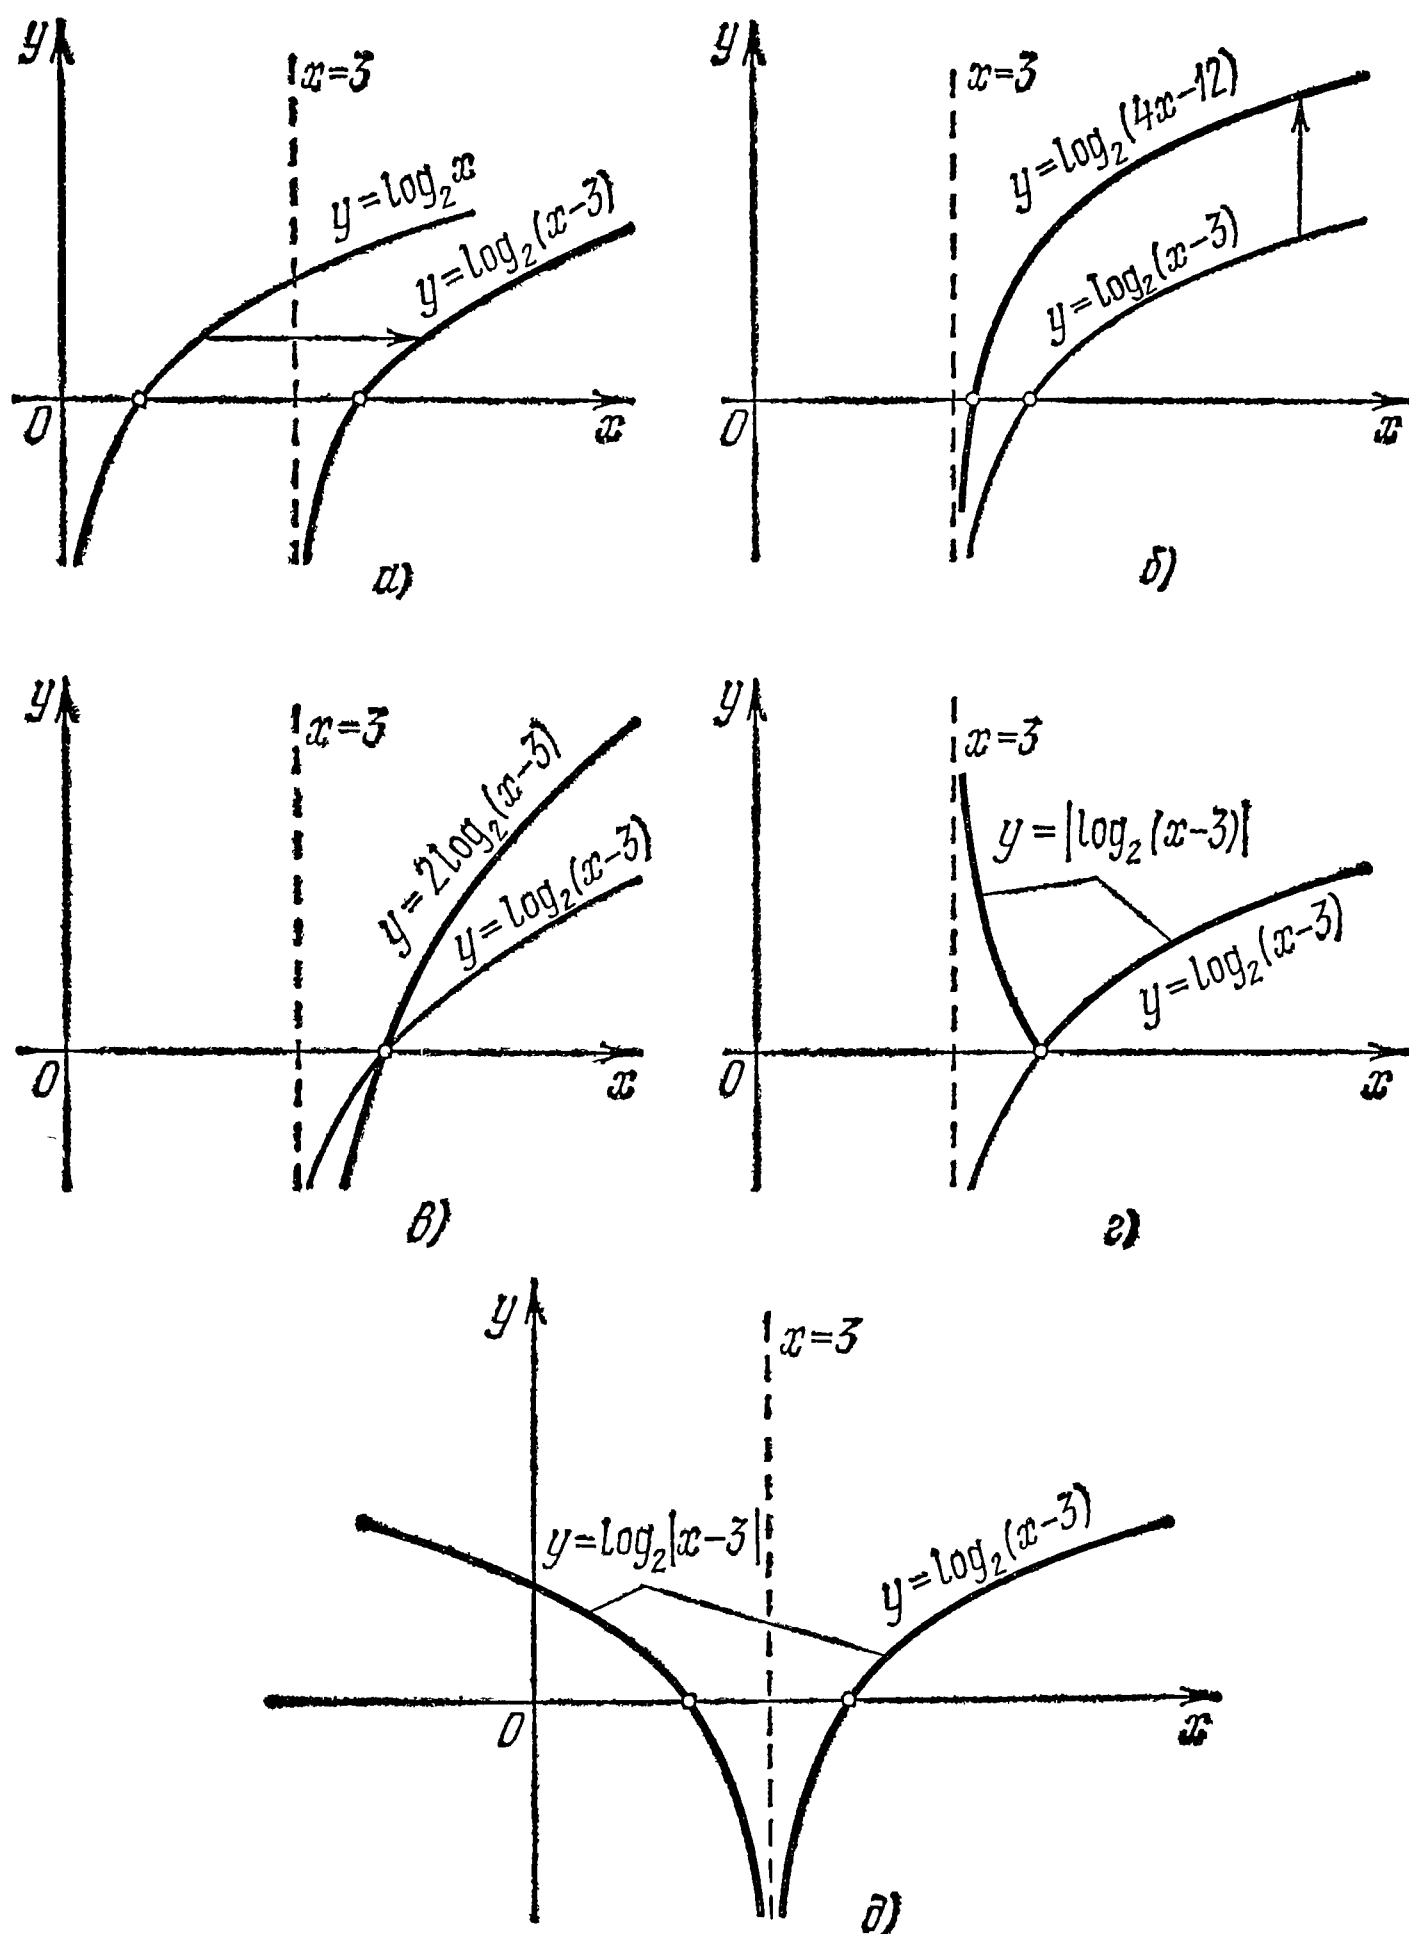 y
x=3
y=log₂x
y=log₂(x−3)
0
x
а)
y
x=3
y=log₂(4x−12)
y=log₂(x−3)
0
x
б)
y
x=3
y=2log₂(x−3)
y=log₂(x−3)
0
x
в)
y
x=3
y=|log₂(x−3)|
y=log₂(x−3)
0
x
г)
y
x=3
y=log₂|x−3|
y=log₂(x−3)
0
x
д)